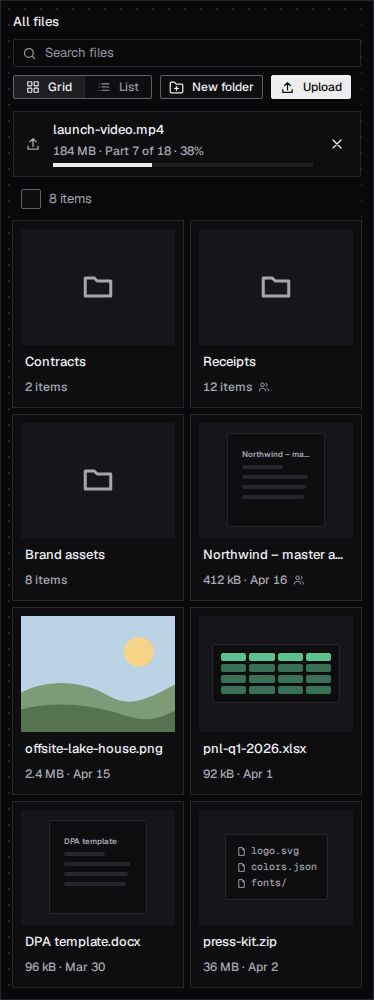 All files
Search files
Grid List New folder Upload
launch-video.mp4
184 MB · Part 7 of 18 · 38%
8 items
Contracts
2 items
Receipts
12 items
Brand assets
8 items
Northwind – ma...
Northwind – master a...
412 kB · Apr 16
offsite-lake-house.png
2.4 MB · Apr 15
pnl-q1-2026.xlsx
92 kB · Apr 1
DPA template
DPA template.docx
96 kB · Mar 30
logo.svg
colors.json
fonts/
press-kit.zip
36 MB · Apr 2